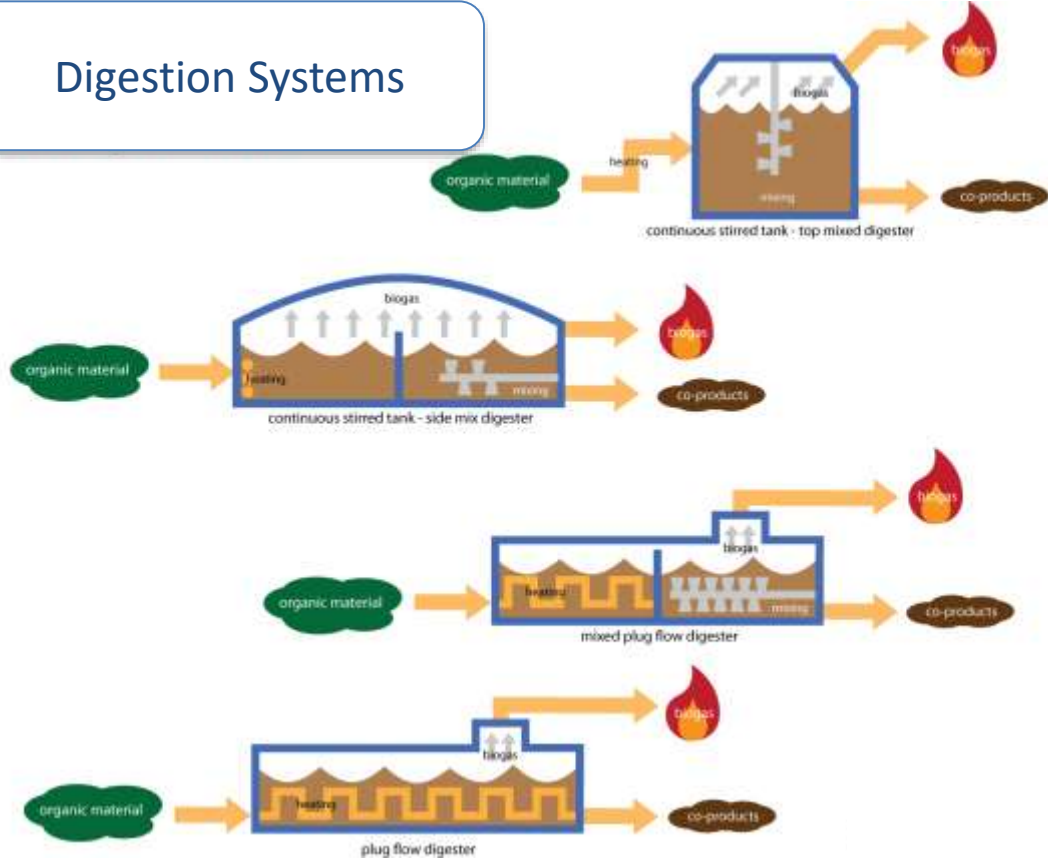 Digestion Systems
biogas
biogas
heating
organic material
mixing
co-products
continuous stirred tank - top mixed digester
biogas
biogas
organic material
heating
mixing
co-products
continuous stirred tank - side mix digester
biogas
biogas
heating
organic material
mixing
co-products
mixed plug flow digester
biogas
biogas
organic material
heating
co-products
plug flow digester